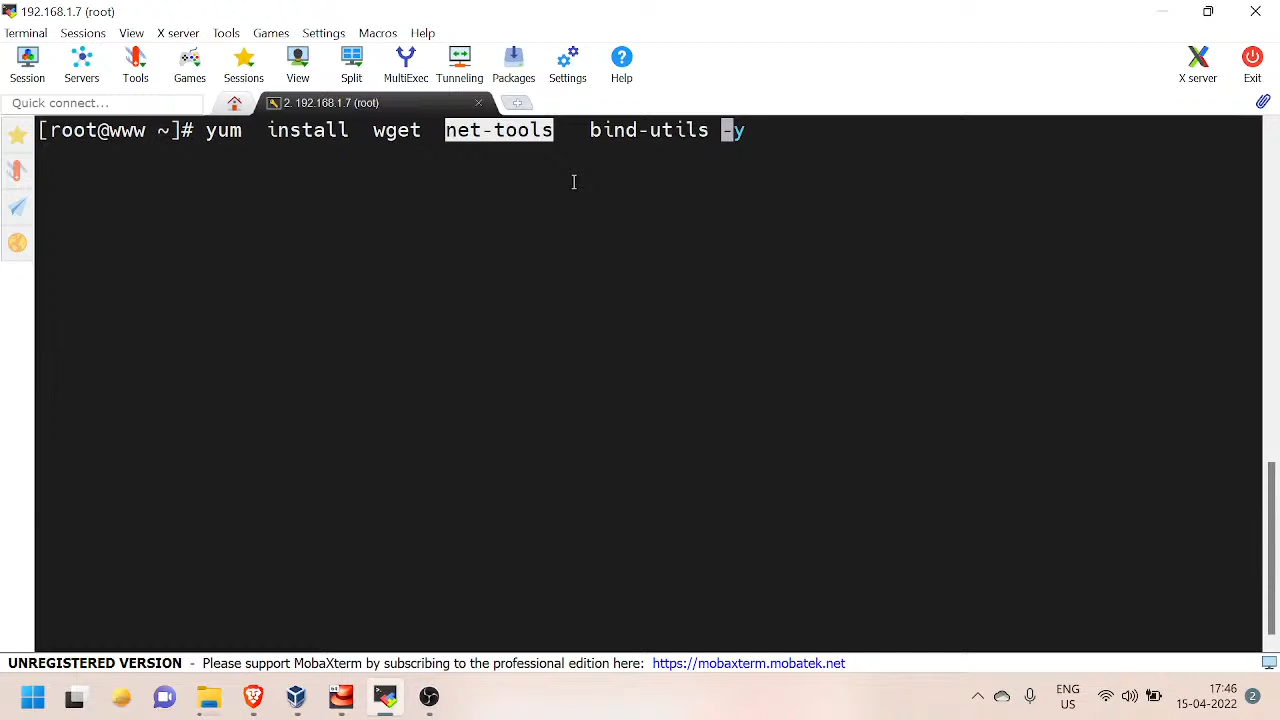 192.168.1.7 (root)
Terminal Sessions View X server Tools Games Settings Macros Help
Session Servers Tools Games Sessions View Split MultiExec Tunneling Packages Settings Help X server Exit
Quick connect... 2. 192.168.1.7 (root)
[root@www ~]# yum  install  wget  net-tools   bind-utils -y
UNREGISTERED VERSION - Please support MobaXterm by subscribing to the professional edition here: https://mobaxterm.mobatek.net
ENG 17:46
US 15-04-2022 2